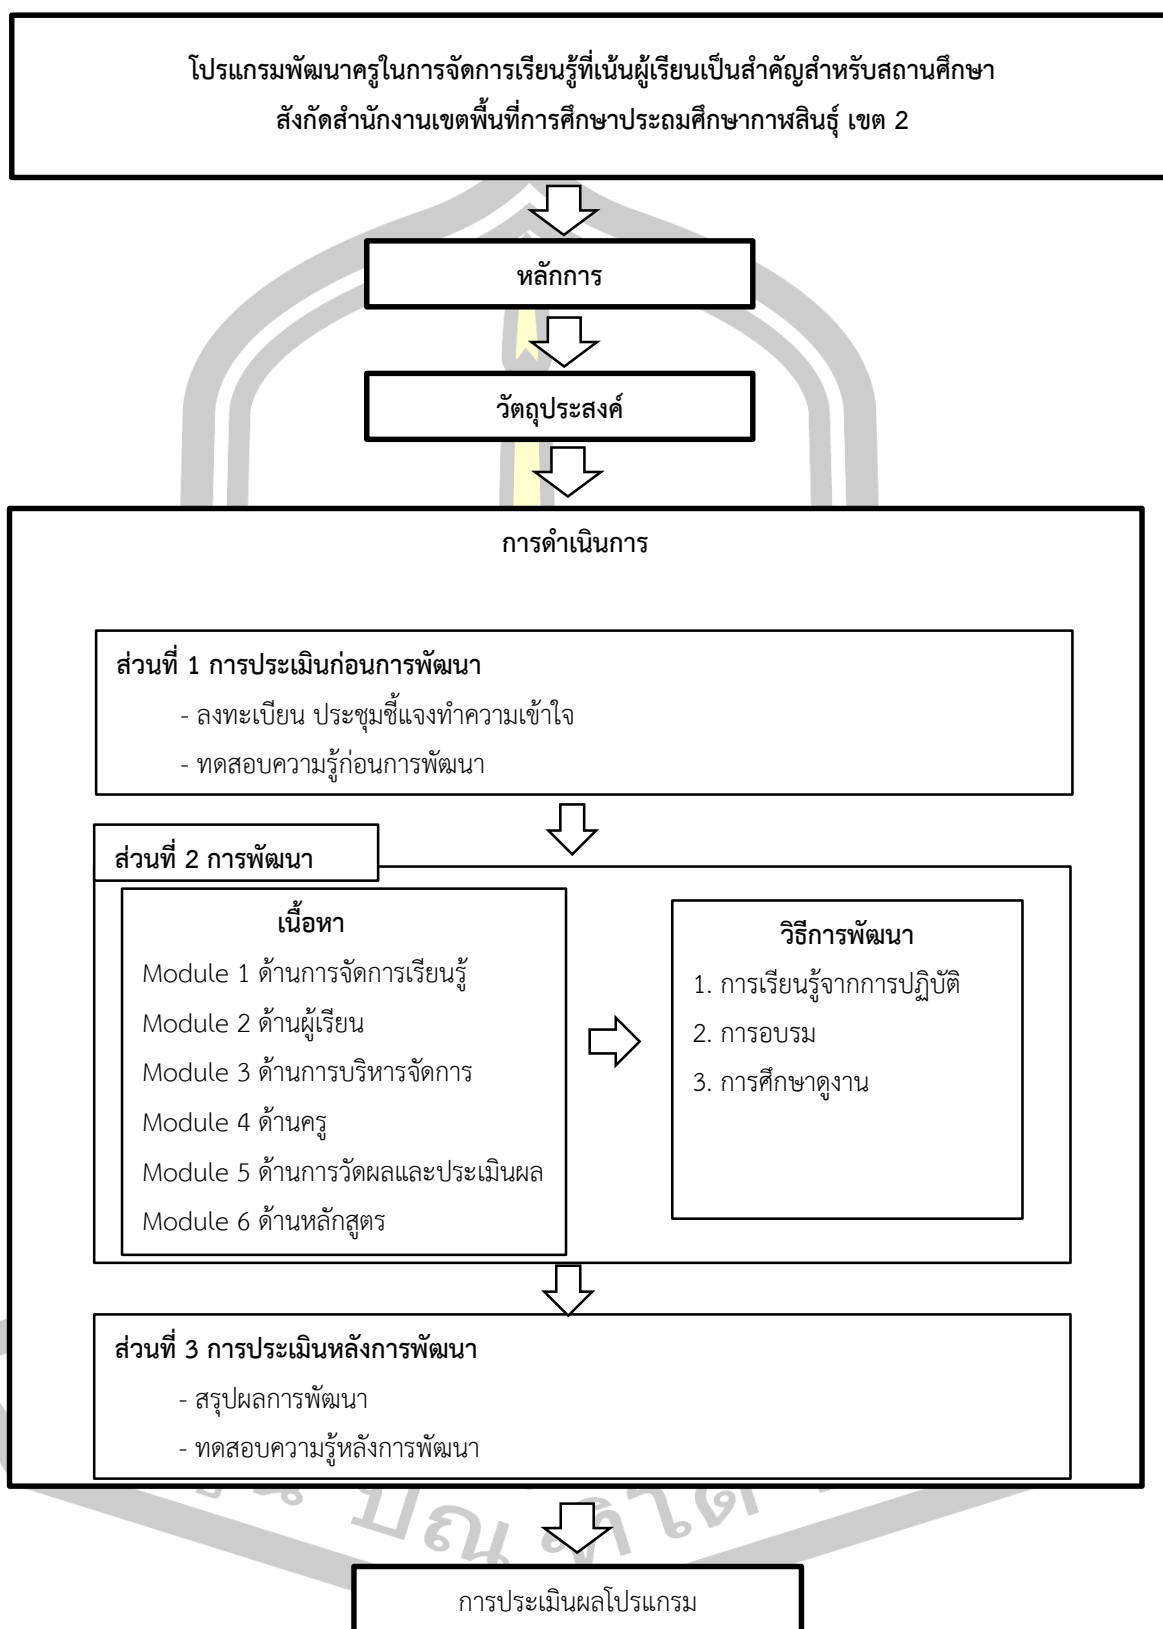 โปรแกรมพัฒนาครูในการจัดการเรียนรู้ที่เน้นผู้เรียนเป็นสำคัญสำหรับสถานศึกษา
สังกัดสำนักงานเขตพื้นที่การศึกษาประถมศึกษากาฬสินธุ์ เขต 2
หลักการ
วัตถุประสงค์
การดำเนินการ
ส่วนที่ 1 การประเมินก่อนการพัฒนา
- ลงทะเบียน ประชุมชี้แจงทำความเข้าใจ
- ทดสอบความรู้ก่อนการพัฒนา
ส่วนที่ 2 การพัฒนา
เนื้อหา
Module 1 ด้านการจัดการเรียนรู้
Module 2 ด้านผู้เรียน
Module 3 ด้านการบริหารจัดการ
Module 4 ด้านครู
Module 5 ด้านการวัดผลและประเมินผล
Module 6 ด้านหลักสูตร
วิธีการพัฒนา
1. การเรียนรู้จากการปฏิบัติ
2. การอบรม
3. การศึกษาดูงาน
ส่วนที่ 3 การประเมินหลังการพัฒนา
- สรุปผลการพัฒนา
- ทดสอบความรู้หลังการพัฒนา
การประเมินผลโปรแกรม